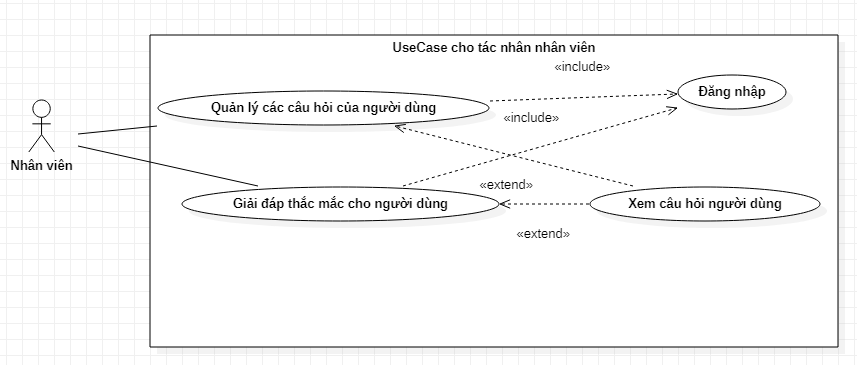 UseCase cho tác nhân nhân viên
«include»
Đăng nhập
Quản lý các câu hỏi của người dùng
«include»
Nhân viên
«extend»
Giải đáp thắc mắc cho người dùng
Xem câu hỏi người dùng
«extend»